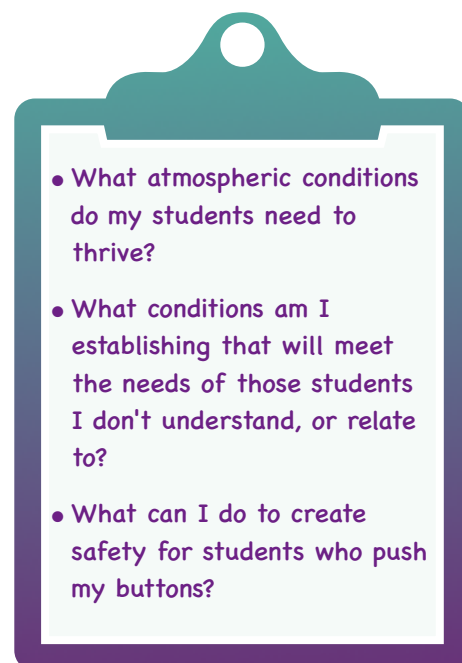 • What atmospheric conditions
do my students need to
thrive?
• What conditions am I
establishing that will meet
the needs of those students
I don't understand, or relate
to?
• What can I do to create
safety for students who push
my buttons?